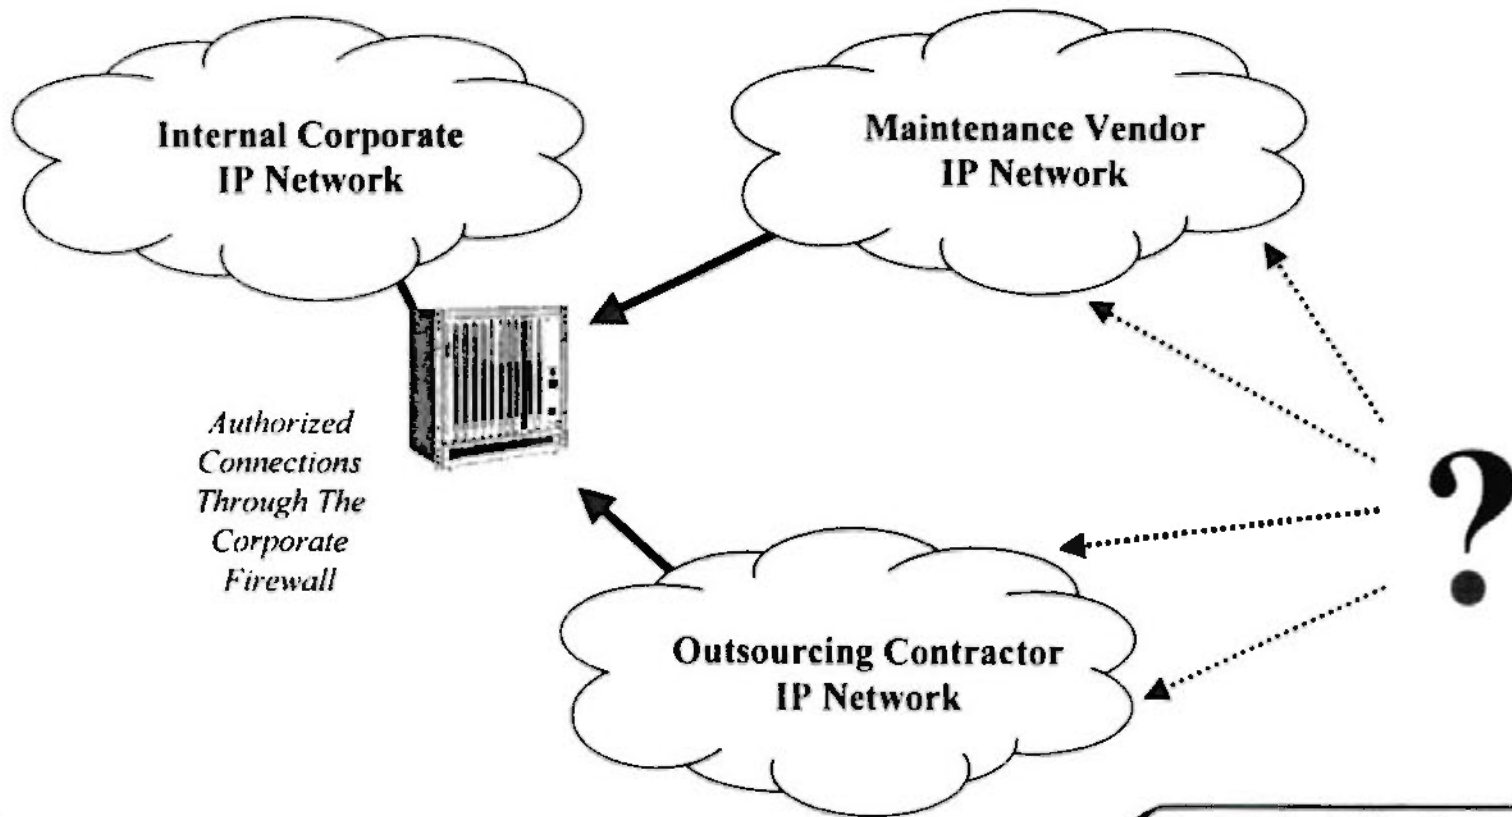 Internal Corporate
IP Network
Maintenance Vendor
IP Network
Authorized
Connections
Through The
Corporate
Firewall
?
Outsourcing Contractor
IP Network